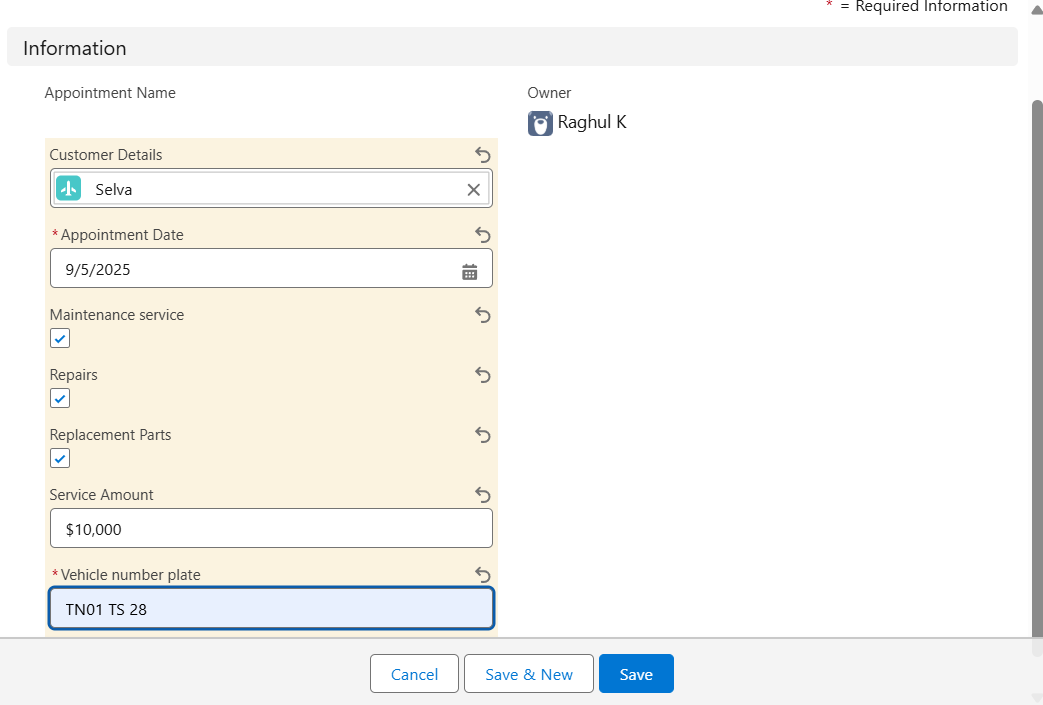 * = Required Information
Information
Appointment Name
Owner
Raghul K
Customer Details
Selva
*Appointment Date
9/5/2025
Maintenance service
Repairs
Replacement Parts
Service Amount
$10,000
*Vehicle number plate
TN01 TS 28
Cancel
Save & New
Save